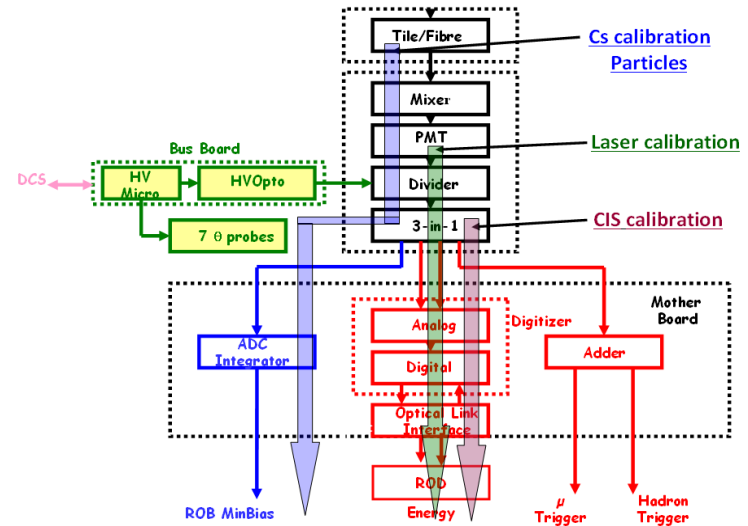 Tile/Fibre
Cs calibration
Particles
Mixer
PMT
Laser calibration
Bus Board
DCS
HV
Micro
HVOpto
Divider
3-in-1
CIS calibration
7 θ probes
Mother
Board
Analog
Digitizer
ADC
Integrator
Digital
Adder
Optical Link
Interface
ROD
ROB MinBias
Energy
μ
Trigger
Hadron
Trigger